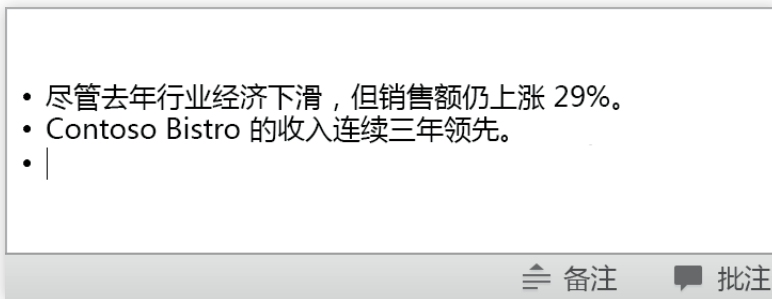 • 尽管去年行业经济下滑，但销售额仍上涨 29%。
• Contoso Bistro 的收入连续三年领先。
•
备注 批注